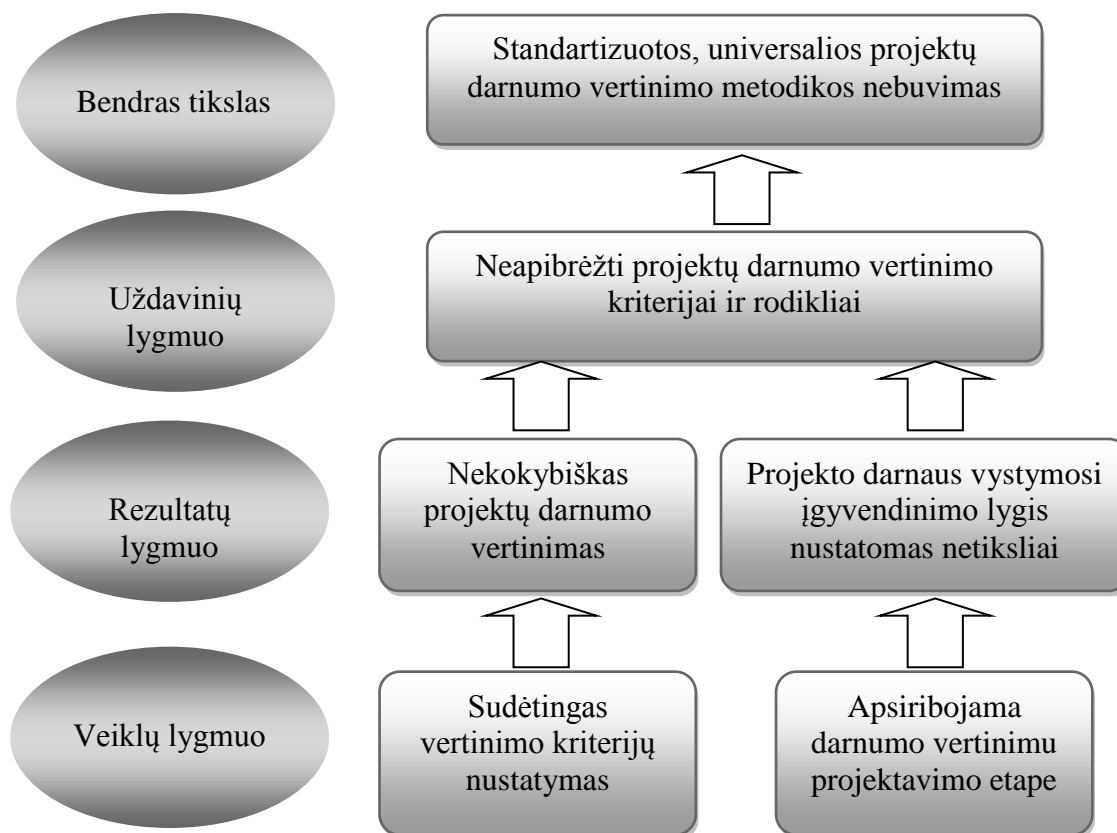 Bendras tikslas
Standartizuotos, universalios projektų
darnumo vertinimo metodikos nebuvimas
Uždavinių
lygmuo
Neapibrėžti projektų darnumo vertinimo
kriterijai ir rodikliai
Rezultatų
lygmuo
Nekokybiškas
projektų darnumo
vertinimas
Projekto darnaus vystymosi
įgyvendinimo lygis
nustatomas netiksliai
Veiklų lygmuo
Sudėtingas
vertinimo kriterijų
nustatymas
Apsiribojama
darnumo vertinimu
projektavimo etape